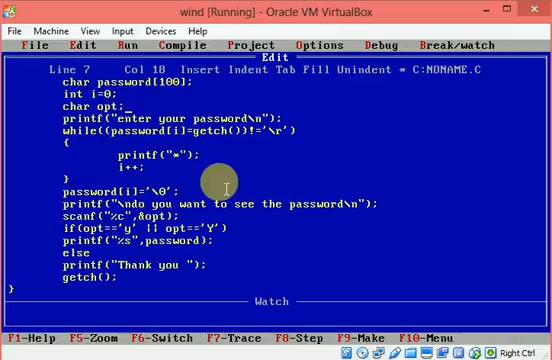 wind [Running] - Oracle VM VirtualBox
File Machine View Input Devices Help
File Edit Run Compile Project Options Debug Break/watch
Edit
Line 7 Col 18 Insert Indent Tab Fill Unindent * C:NONAME.C
char password[100];
int i=0;
char opt;_
printf("enter your password\n");
while((password[i]=getch())!='\r')
{
printf("*");
i++;
}
password[i]='\0';
printf("\ndo you want to see the password\n");
scanf("%c",&opt);
if(opt=='y' || opt=='Y')
printf("%s",password);
else
printf("Thank you ");
getch();
}
Watch
F1-Help F5-Zoom F6-Switch F7-Trace F8-Step F9-Make F10-Menu
Right Ctrl